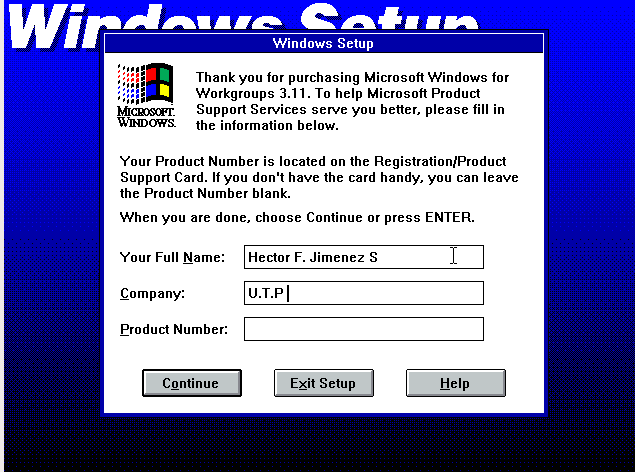 Windows Setup
Windows Setup
MICROSOFT.
WINDOWS.
Thank you for purchasing Microsoft Windows for
Workgroups 3.11. To help Microsoft Product
Support Services serve you better, please fill in
the information below.
Your Product Number is located on the Registration/Product
Support Card. If you don't have the card handy, you can leave
the Product Number blank.
When you are done, choose Continue or press ENTER.
Your Full Name: Hector F. Jimenez S
Company: U.T.P
Product Number:
Continue Exit Setup Help